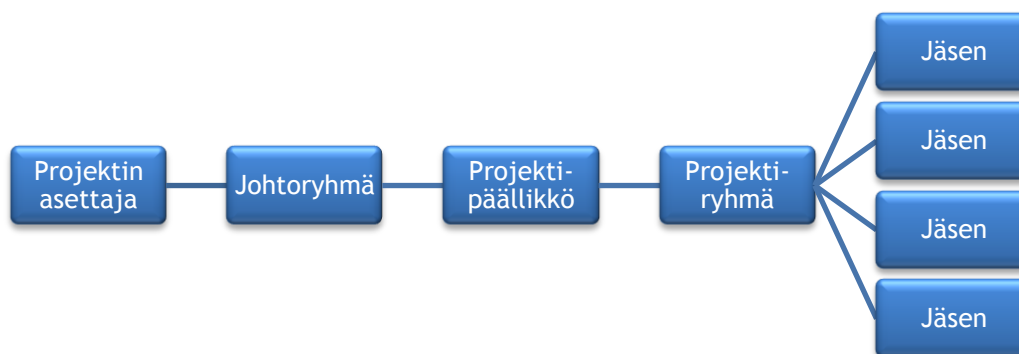 Projektin
asettaja
Johtoryhmä
Projekti-
päällikkö
Projekti-
ryhmä
Jäsen
Jäsen
Jäsen
Jäsen